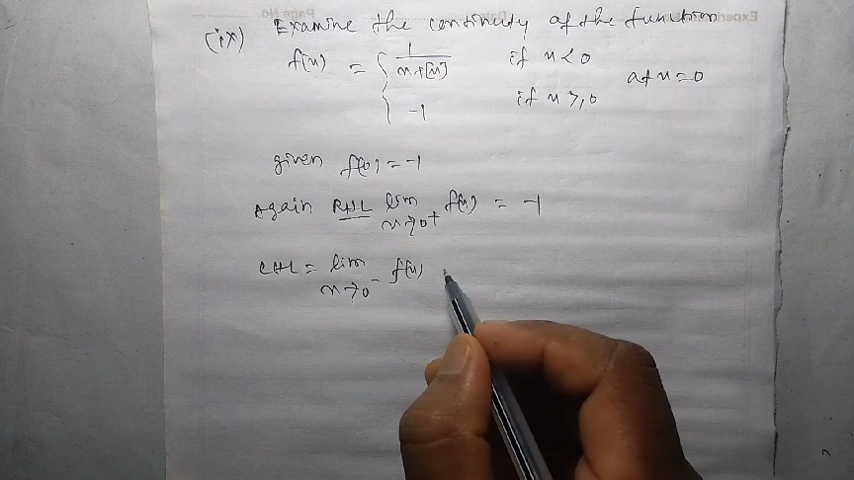 (ix) Examine the continuity of the function
f(x) = { 1/(x+[x]) if x < 0
-1 if x ≥ 0 at x = 0
given f(0) = -1
Again RHL lim x→0+ f(x) = -1
LHL = lim x→0- f(x)